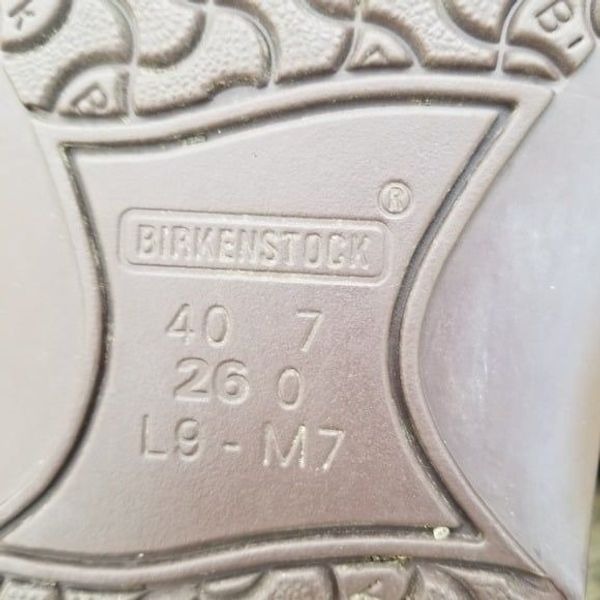 BIRKENSTOCK ®
40 7
26 0
L9 - M7